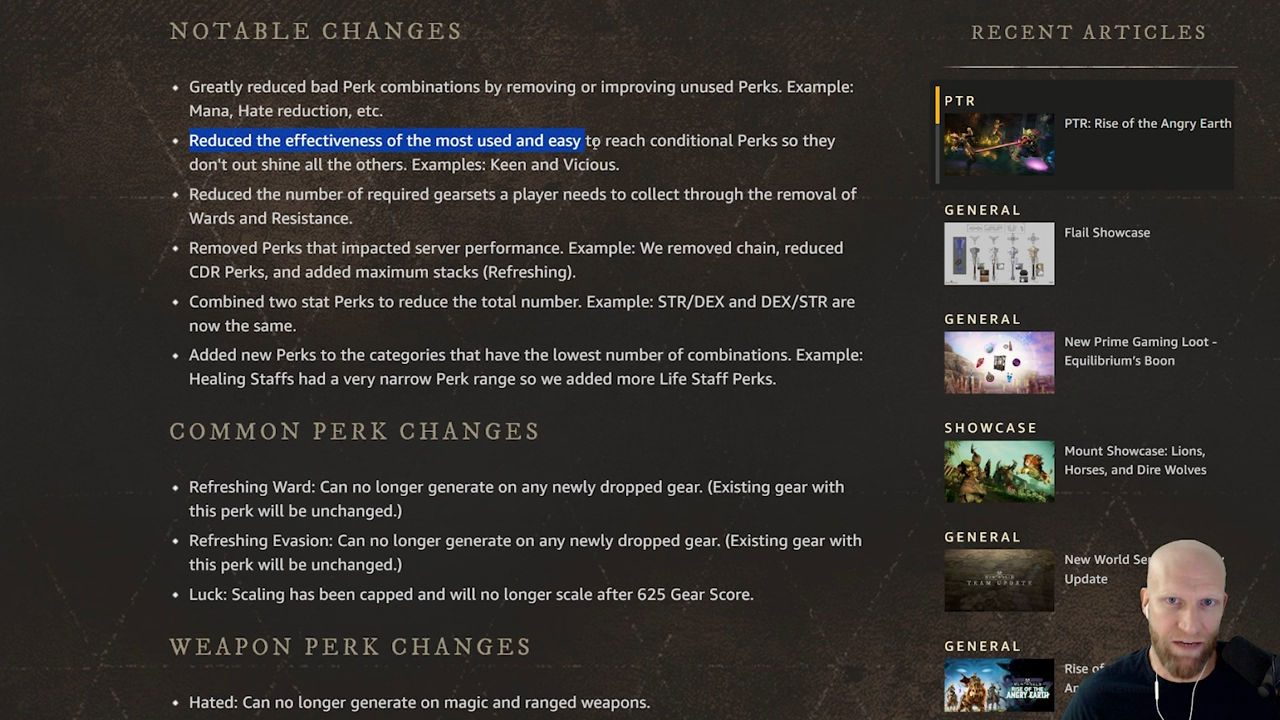 NOTABLE CHANGES
Greatly reduced bad Perk combinations by removing or improving unused Perks. Example:
Mana, Hate reduction, etc.
Reduced the effectiveness of the most used and easy to reach conditional Perks so they
don't out shine all the others. Examples: Keen and Vicious.
Reduced the number of required gearsets a player needs to collect through the removal of
Wards and Resistance.
Removed Perks that impacted server performance. Example: We removed chain, reduced
CDR Perks, and added maximum stacks (Refreshing).
Combined two stat Perks to reduce the total number. Example: STR/DEX and DEX/STR are
now the same.
Added new Perks to the categories that have the lowest number of combinations. Example:
Healing Staffs had a very narrow Perk range so we added more Life Staff Perks.
COMMON PERK CHANGES
Refreshing Ward: Can no longer generate on any newly dropped gear. (Existing gear with
this perk will be unchanged.)
Refreshing Evasion: Can no longer generate on any newly dropped gear. (Existing gear with
this perk will be unchanged.)
Luck: Scaling has been capped and will no longer scale after 625 Gear Score.
WEAPON PERK CHANGES
Hated: Can no longer generate on magic and ranged weapons.
RECENT ARTICLES
PTR
PTR: Rise of the Angry Earth
GENERAL
Flail Showcase
GENERAL
New Prime Gaming Loot -
Equilibrium's Boon
SHOWCASE
Mount Showcase: Lions,
Horses, and Dire Wolves
GENERAL
TEAM UPDATE
New World
Update
GENERAL
RISE OF THE
ANGRY EARTH
Rise of